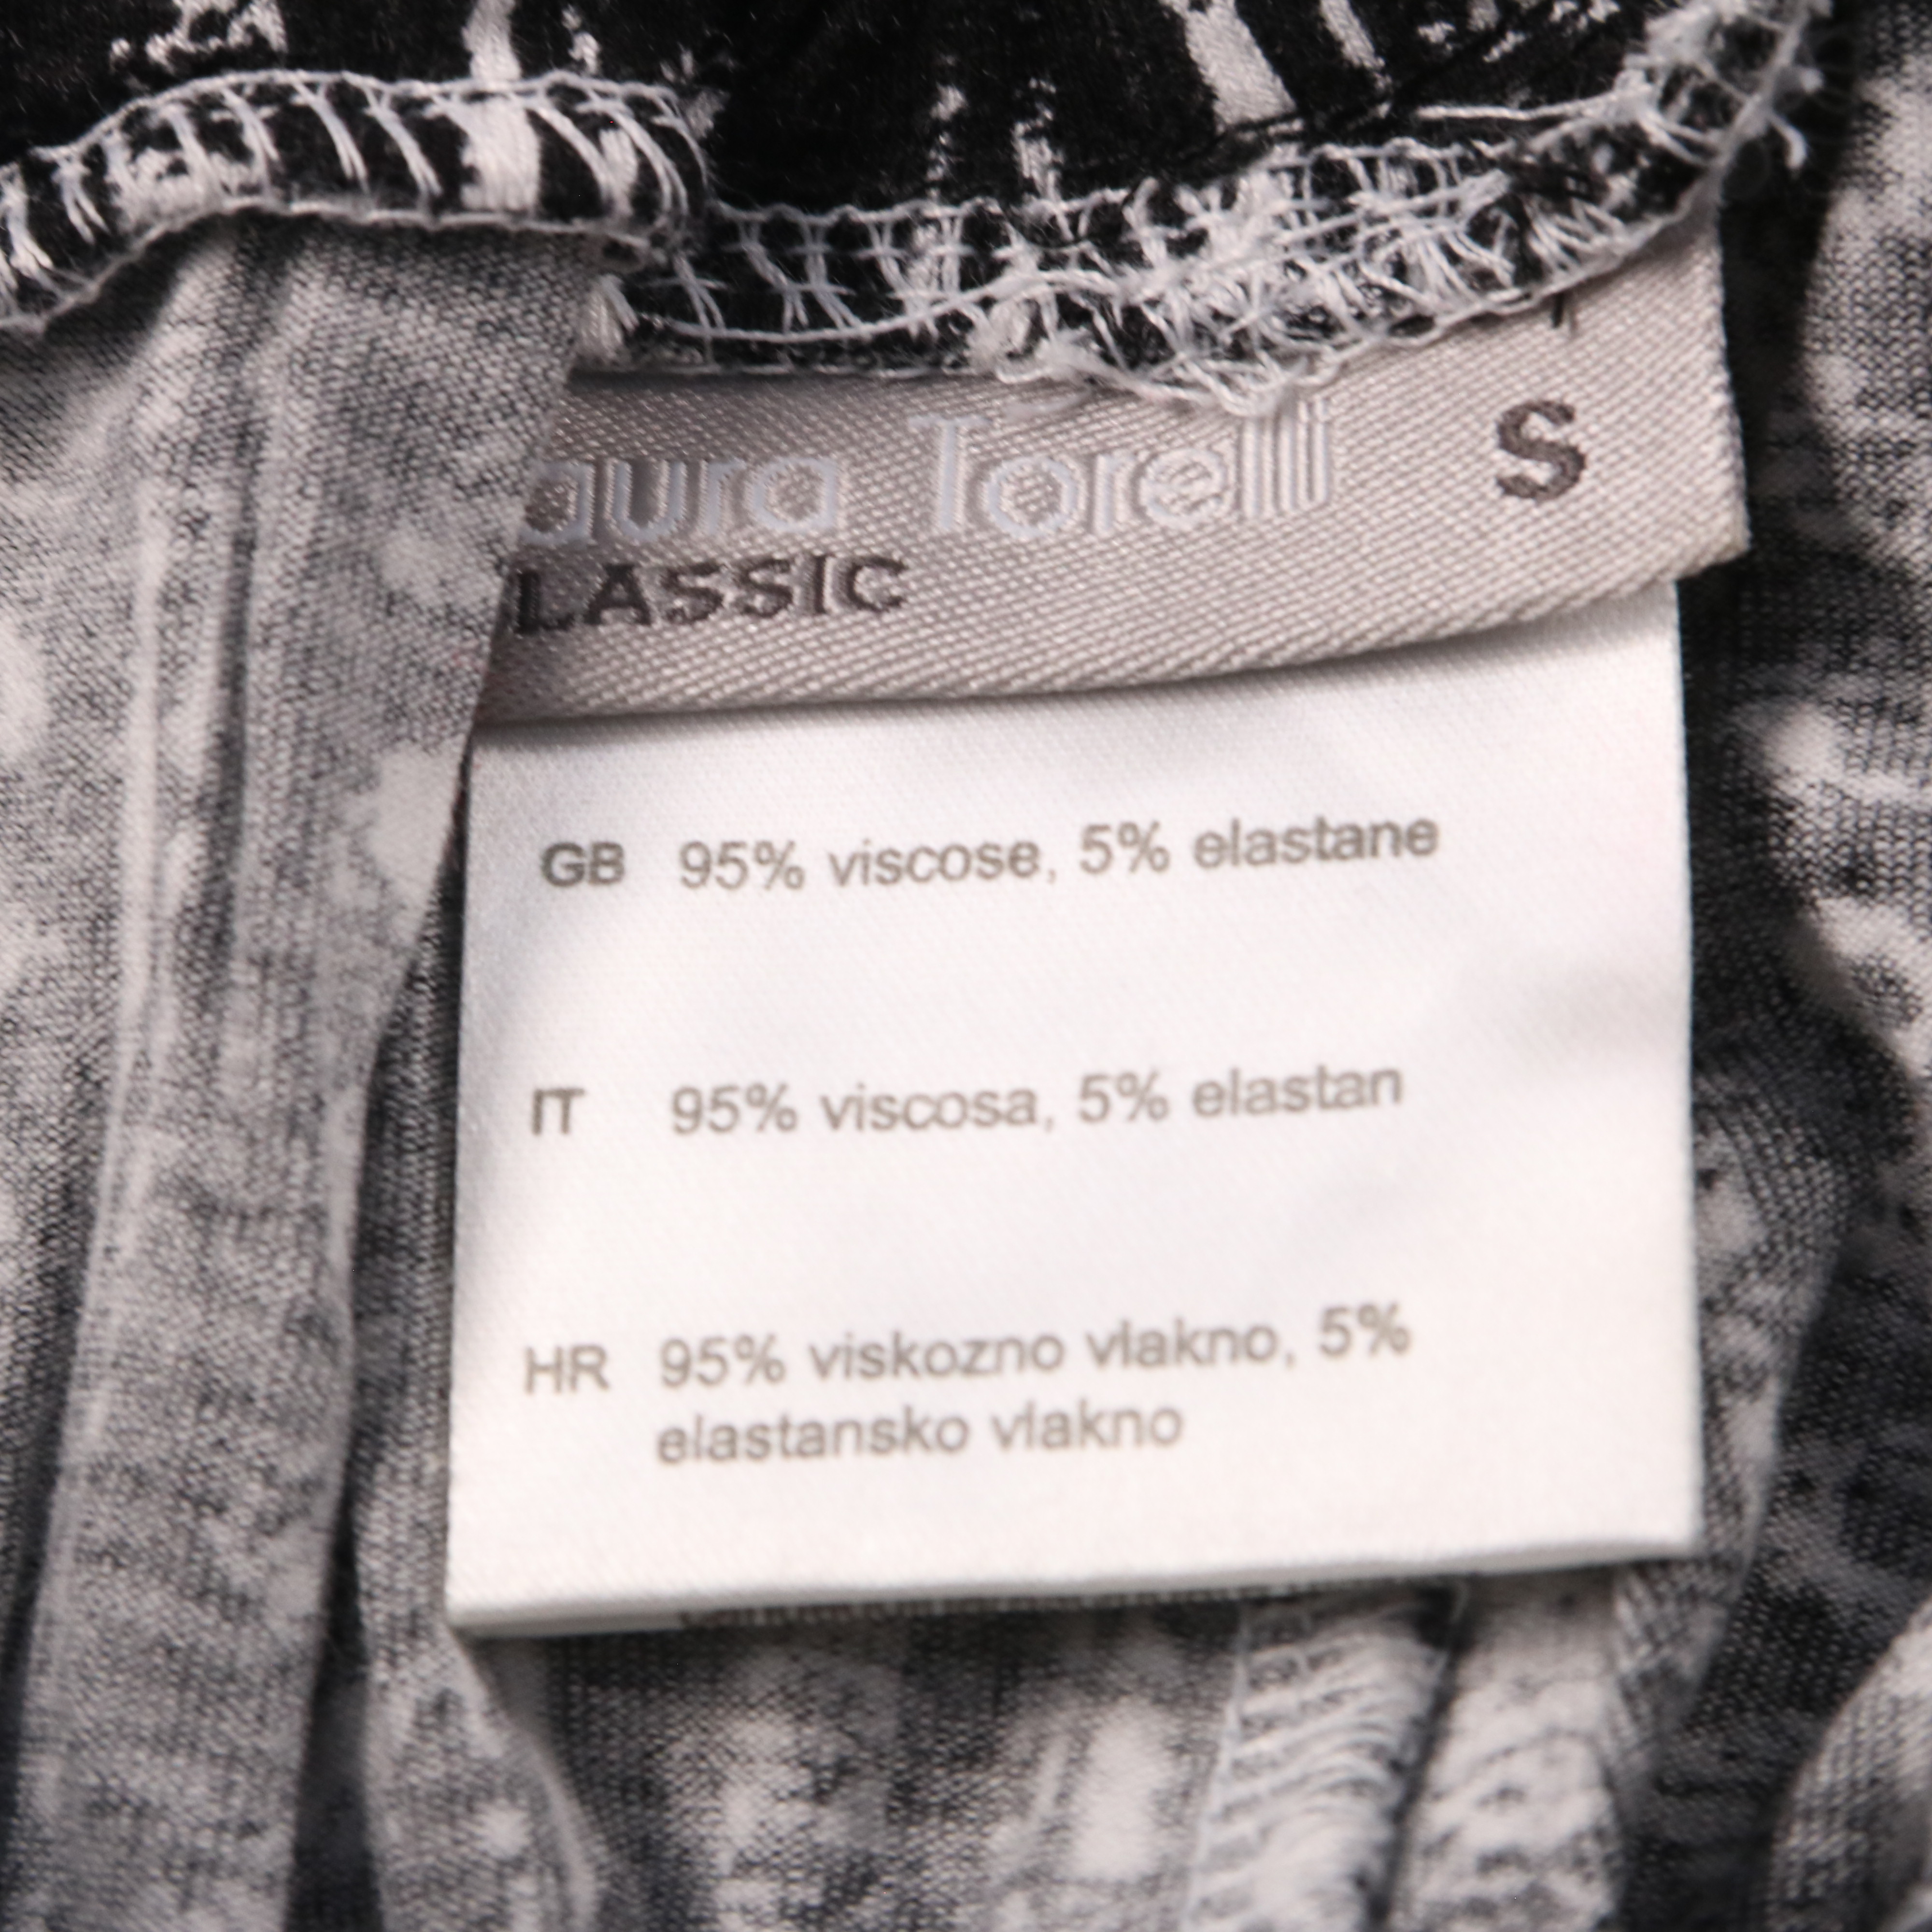 aura Torelli S
LASSIC
GB 95% viscose, 5% elastane
IT 95% viscosa, 5% elastan
HR 95% viskozno vlakno, 5%
elastansko vlakno